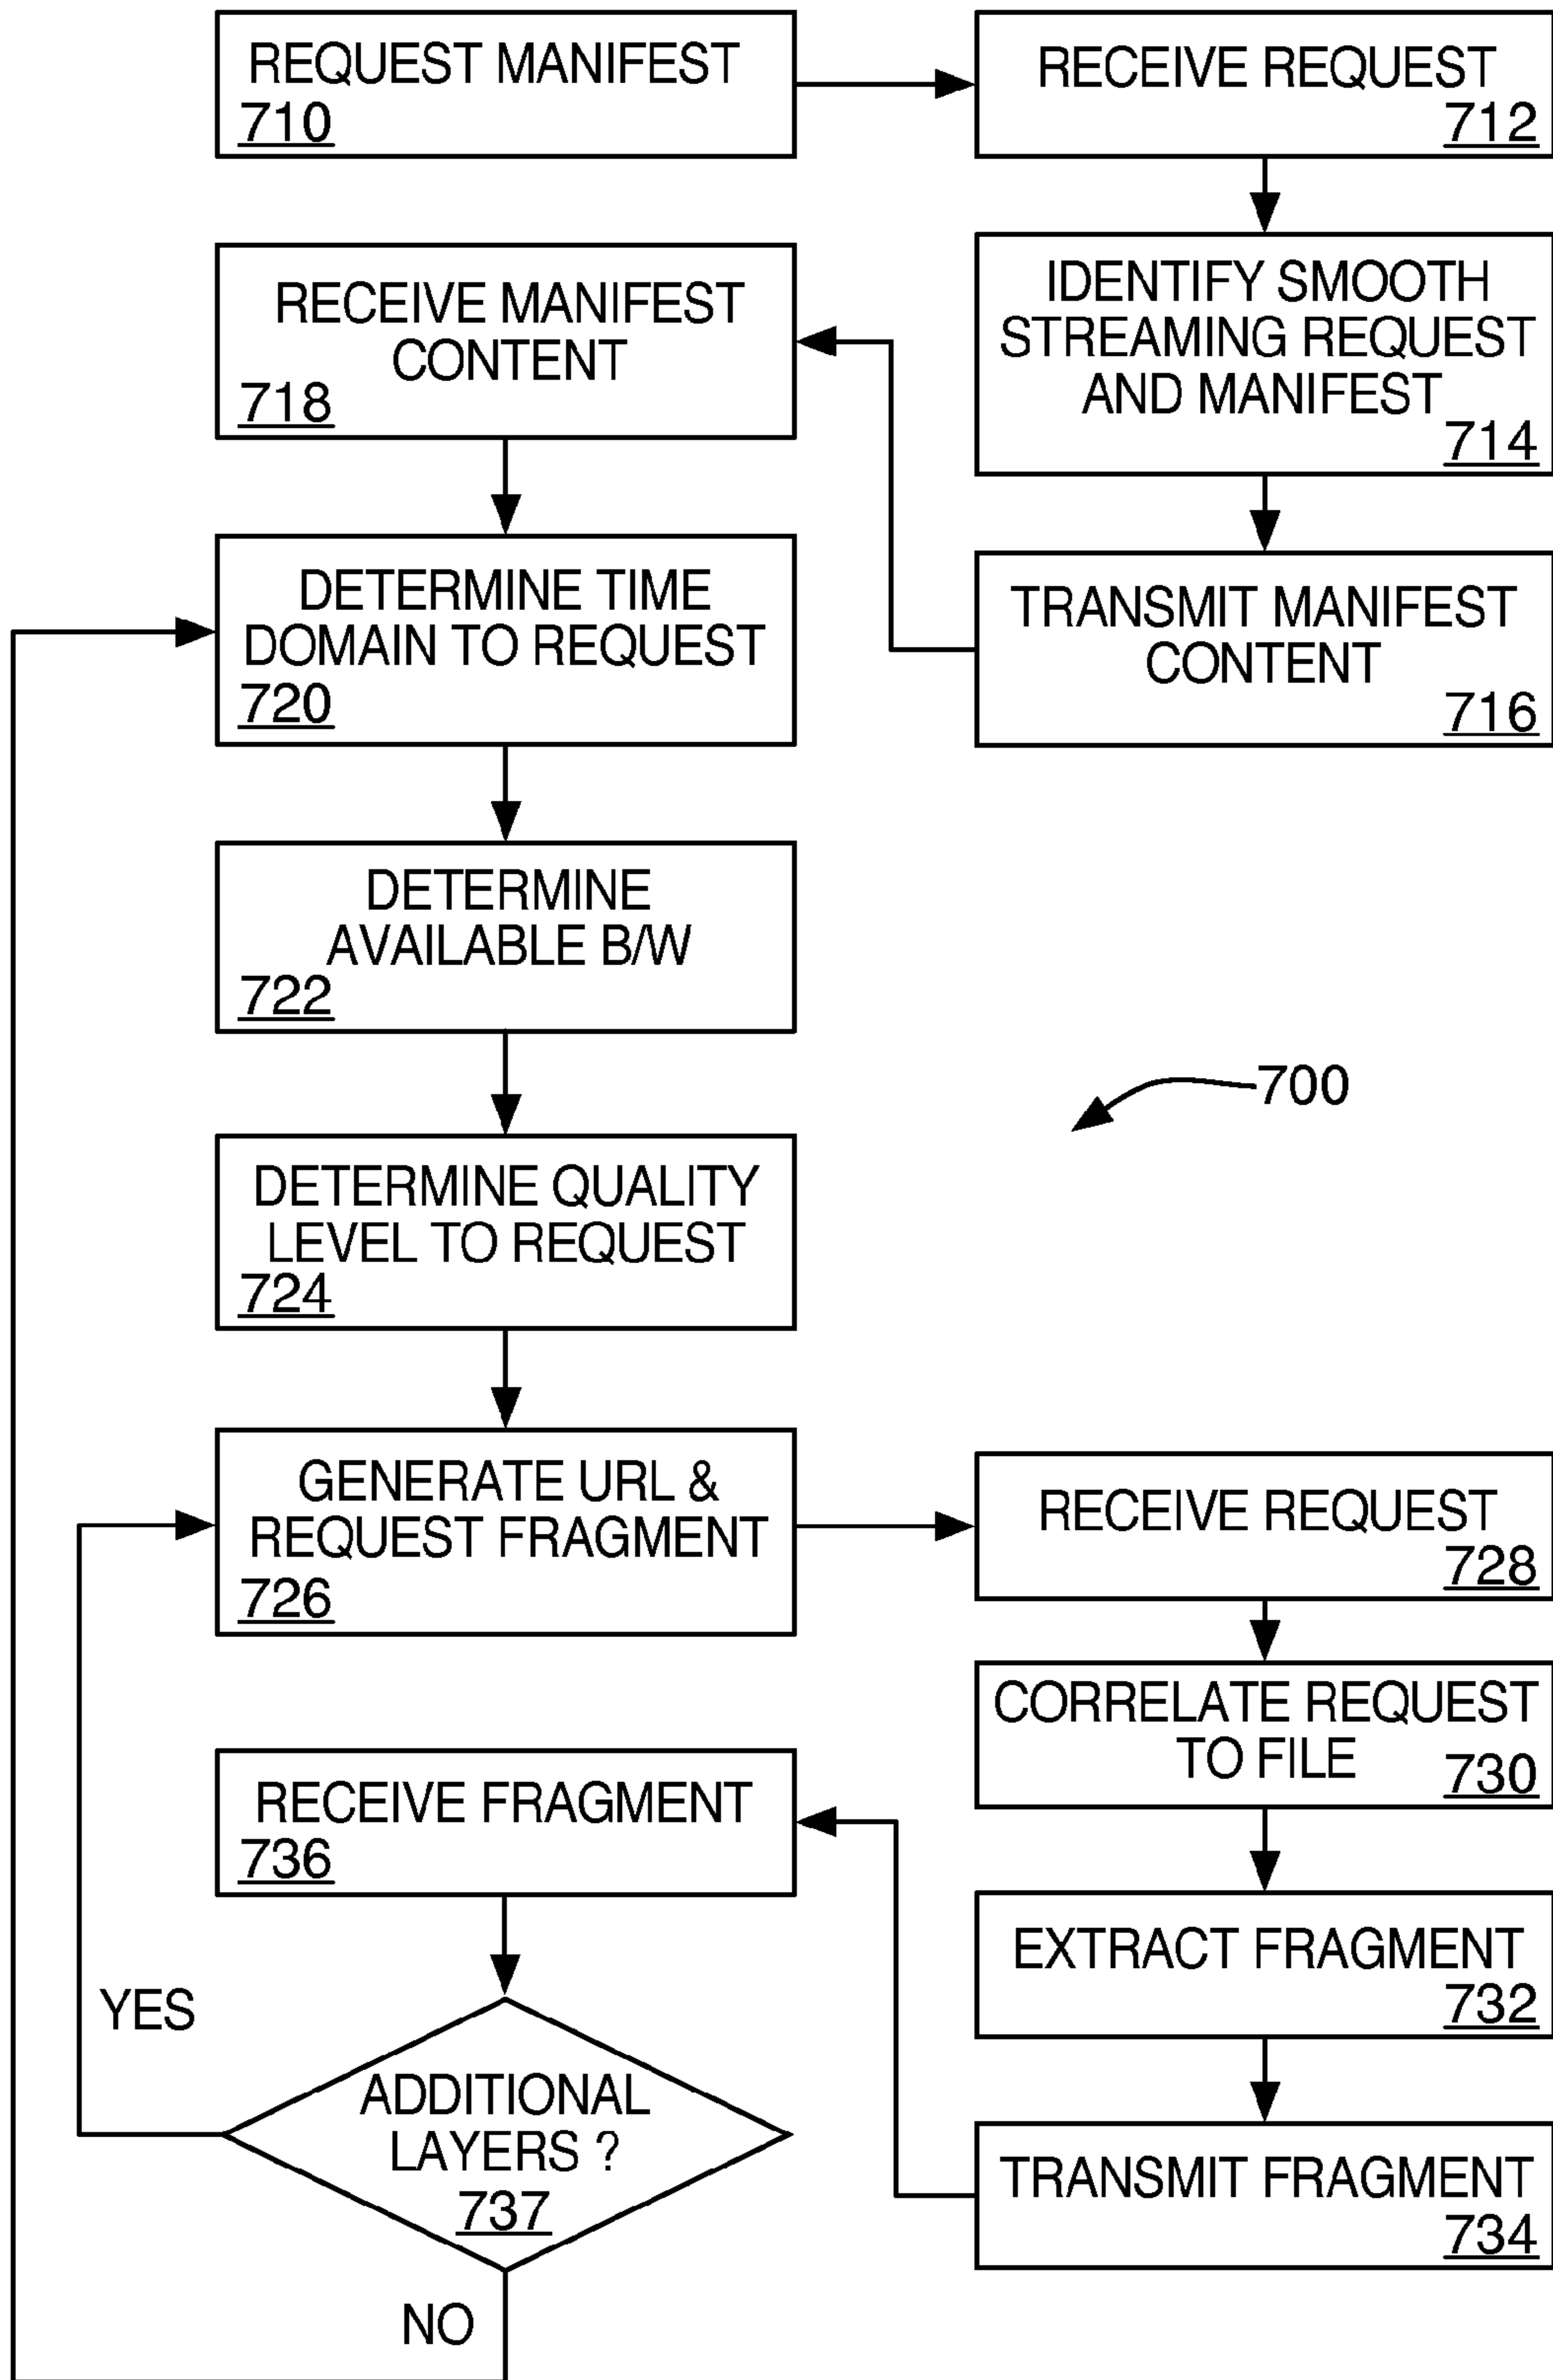 REQUEST MANIFEST
710
RECEIVE REQUEST
712
IDENTIFY SMOOTH
STREAMING REQUEST
AND MANIFEST
714
TRANSMIT MANIFEST
CONTENT
716
RECEIVE MANIFEST
CONTENT
718
DETERMINE TIME
DOMAIN TO REQUEST
720
DETERMINE
AVAILABLE B/W
722
700
DETERMINE QUALITY
LEVEL TO REQUEST
724
GENERATE URL &
REQUEST FRAGMENT
726
RECEIVE REQUEST
728
CORRELATE REQUEST
TO FILE
730
EXTRACT FRAGMENT
732
TRANSMIT FRAGMENT
734
RECEIVE FRAGMENT
736
ADDITIONAL
LAYERS ?
737
YES
NO